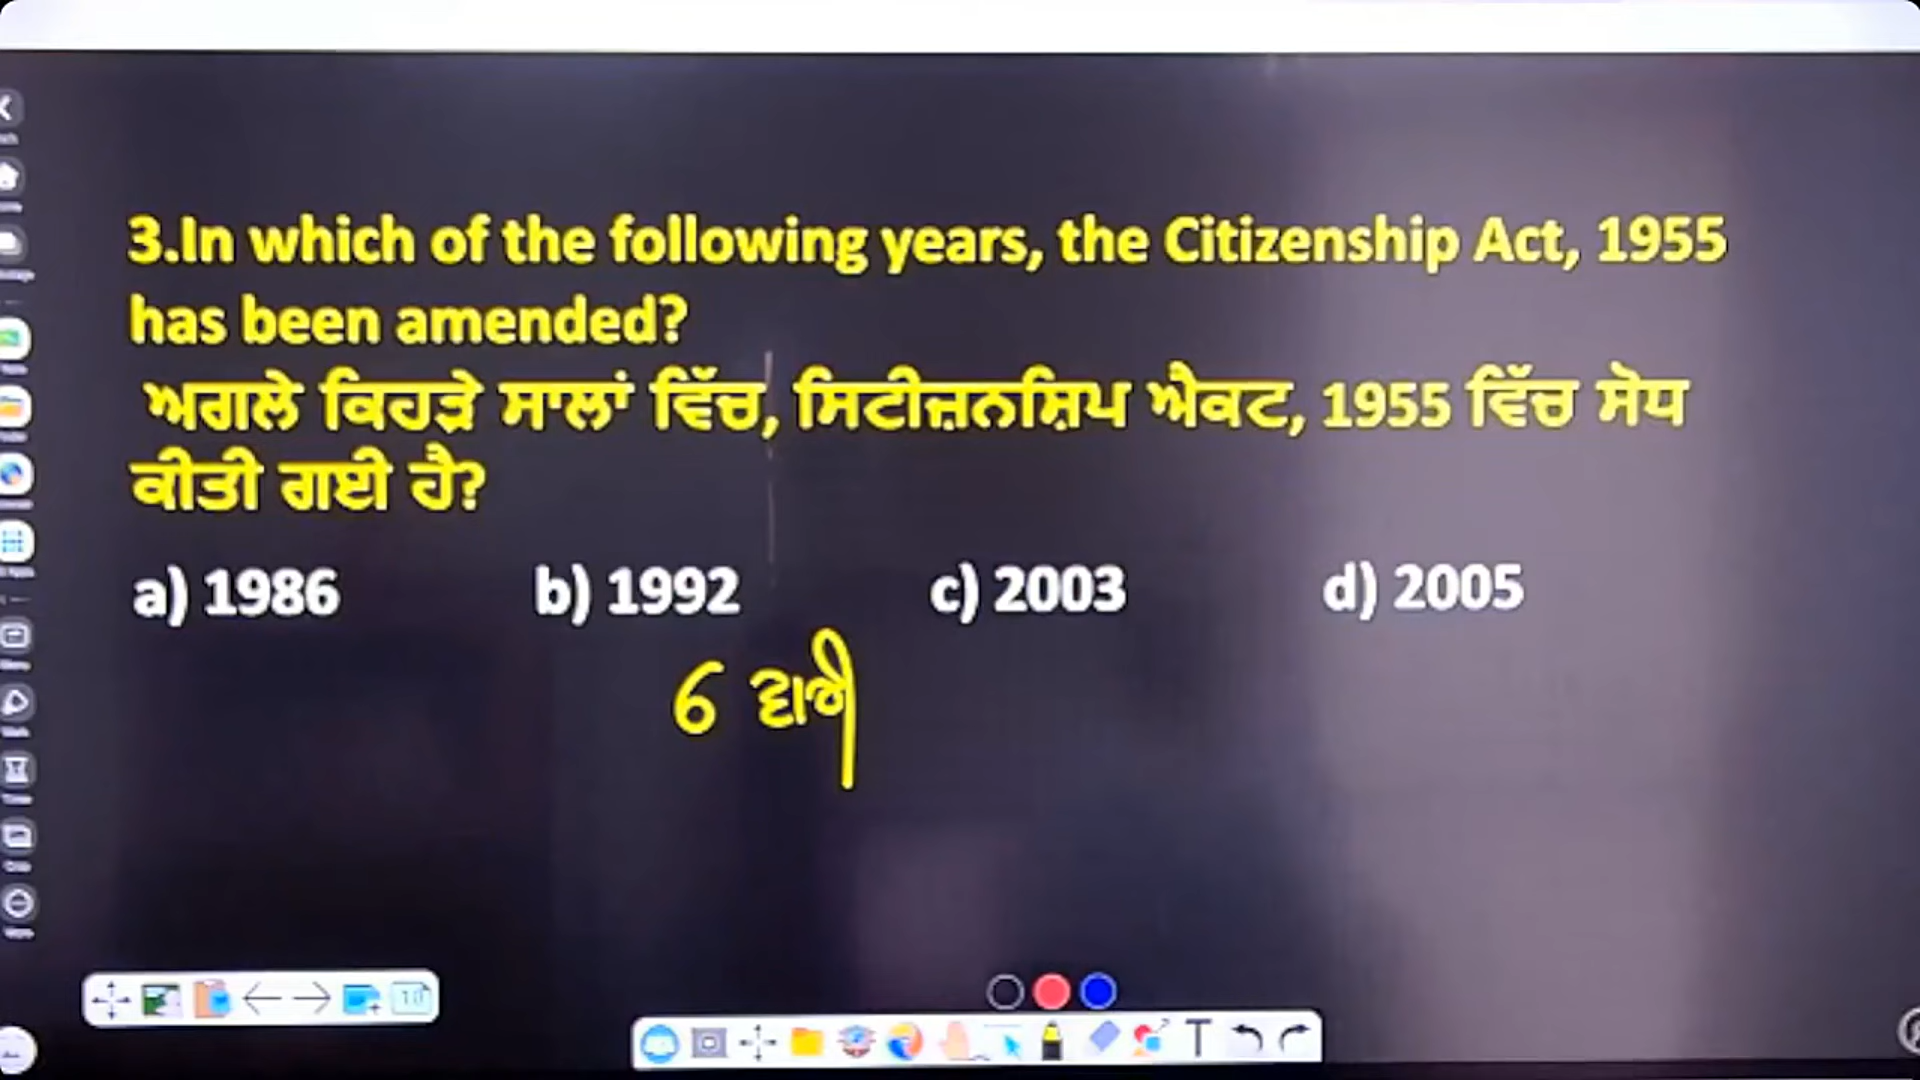 3.In which of the following years, the Citizenship Act, 1955
has been amended?
ਅਗਲੇ ਕਿਹੜੇ ਸਾਲਾਂ ਵਿੱਚ, ਸਿਟੀਜ਼ਨਸ਼ਿਪ ਐਕਟ, 1955 ਵਿੱਚ ਸੋਧ
ਕੀਤੀ ਗਈ ਹੈ?
a) 1986 b) 1992 c) 2003 d) 2005
6 ਵਾਰੀ